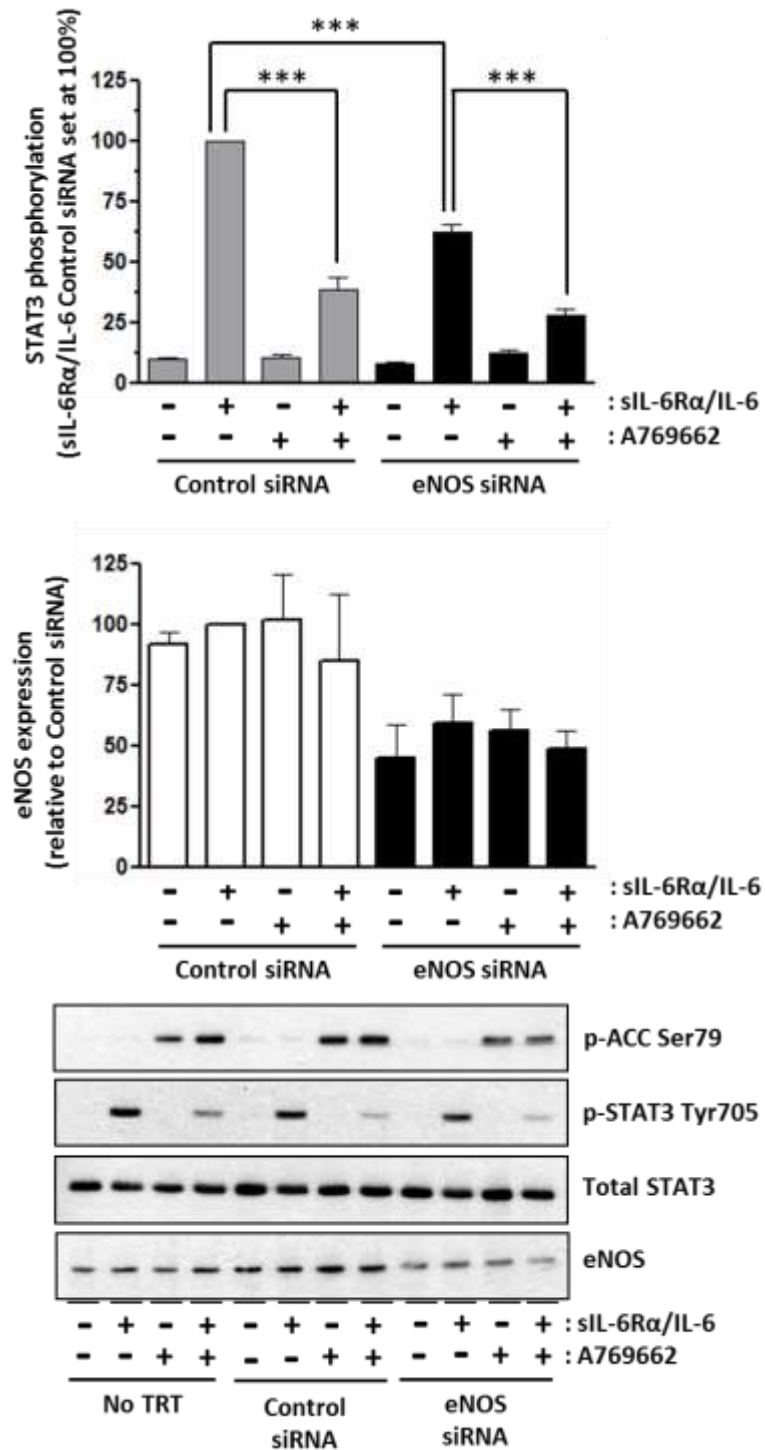 ***
*** ***
STAT3 phosphorylation
(sIL-6Rα/IL-6 Control siRNA set at 100%)
125
100
75
50
25
0
- + - + - + - + : sIL-6Rα/IL-6
- - + + - - + + : A769662
Control siRNA eNOS siRNA
eNOS expression
(relative to Control siRNA)
125
100
75
50
25
0
- + - + - + - + : sIL-6Rα/IL-6
- - + + - - + + : A769662
Control siRNA eNOS siRNA
p-ACC Ser79
p-STAT3 Tyr705
Total STAT3
eNOS
- + - + - + - + - + - + : sIL-6Rα/IL-6
- - + + - - + + - - + + : A769662
No TRT Control eNOS
siRNA siRNA